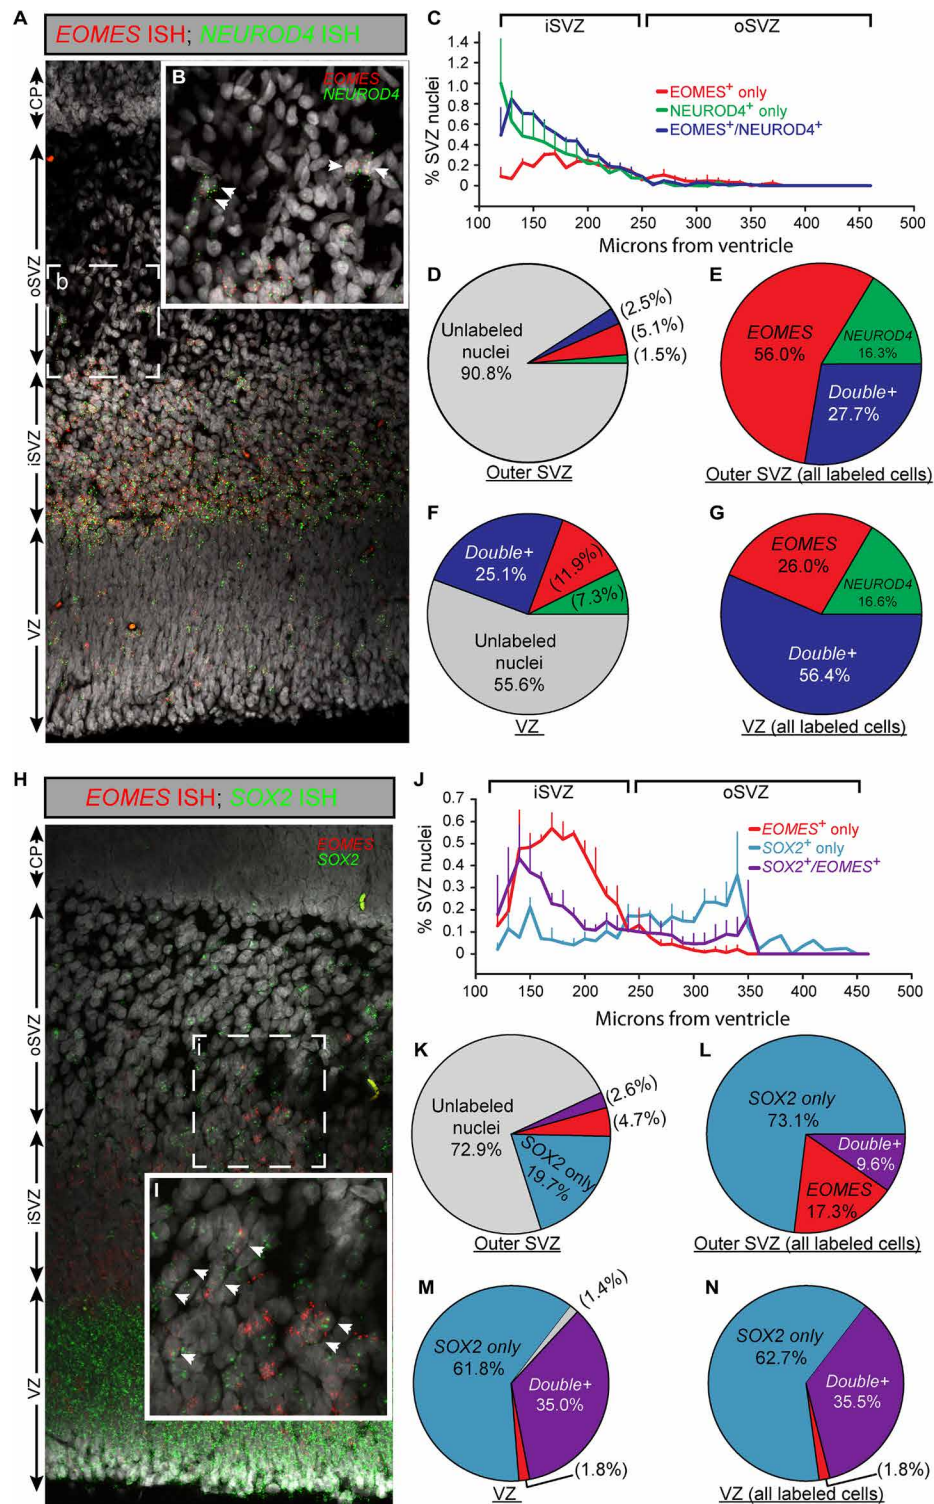 A
EOMES ISH; NEUROD4 ISH
CP
oSVZ
iSVZ
VZ
b
B
EOMES
NEUROD4
C
iSVZ
oSVZ
% SVZ nuclei
1.4
1.2
1.0
0.8
0.6
0.4
0.2
0
EOMES+ only
NEUROD4+ only
EOMES+/NEUROD4+
100 150 200 250 300 350 400 450 500
Microns from ventricle
D
Unlabeled
nuclei
90.8%
(2.5%)
(5.1%)
(1.5%)
Outer SVZ
E
EOMES
56.0%
NEUROD4
16.3%
Double+
27.7%
Outer SVZ (all labeled cells)
F
Double+
25.1%
(11.9%)
(7.3%)
Unlabeled
nuclei
55.6%
VZ
G
EOMES
26.0%
NEUROD4
16.6%
Double+
56.4%
VZ (all labeled cells)
H
EOMES ISH; SOX2 ISH
EOMES
SOX2
CP
oSVZ
iSVZ
VZ
i
I
J
iSVZ
oSVZ
% SVZ nuclei
0.7
0.6
0.5
0.4
0.3
0.2
0.1
0
EOMES+ only
SOX2+ only
SOX2+/EOMES+
100 150 200 250 300 350 400 450 500
Microns from ventricle
K
Unlabeled
nuclei
72.9%
(2.6%)
(4.7%)
SOX2 only
19.7%
Outer SVZ
L
SOX2 only
73.1%
Double+
9.6%
EOMES
17.3%
Outer SVZ (all labeled cells)
M
(1.4%)
SOX2 only
61.8%
Double+
35.0%
(1.8%)
VZ
N
SOX2 only
62.7%
Double+
35.5%
(1.8%)
VZ (all labeled cells)